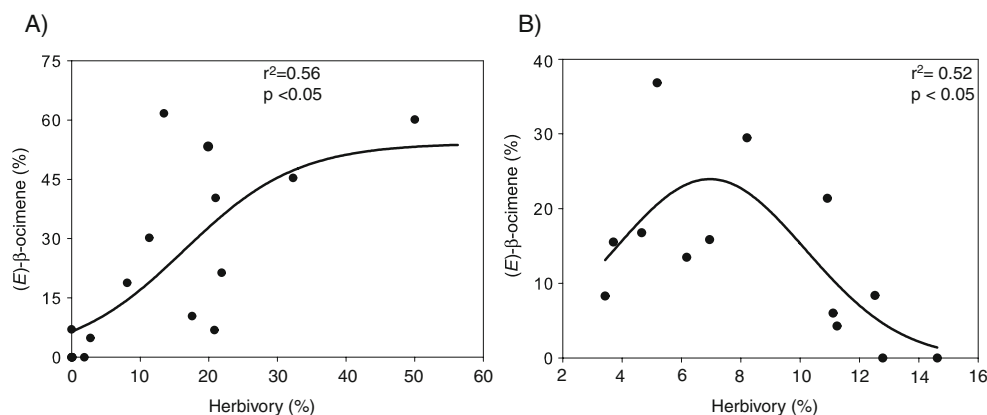 A)
r²=0.56
p <0.05
(E)-β-ocimene (%)
75
60
45
30
15
0
0 10 20 30 40 50 60
Herbivory (%)
B)
r²= 0.52
p < 0.05
(E)-β-ocimene (%)
40
30
20
10
0
2 4 6 8 10 12 14 16
Herbivory (%)